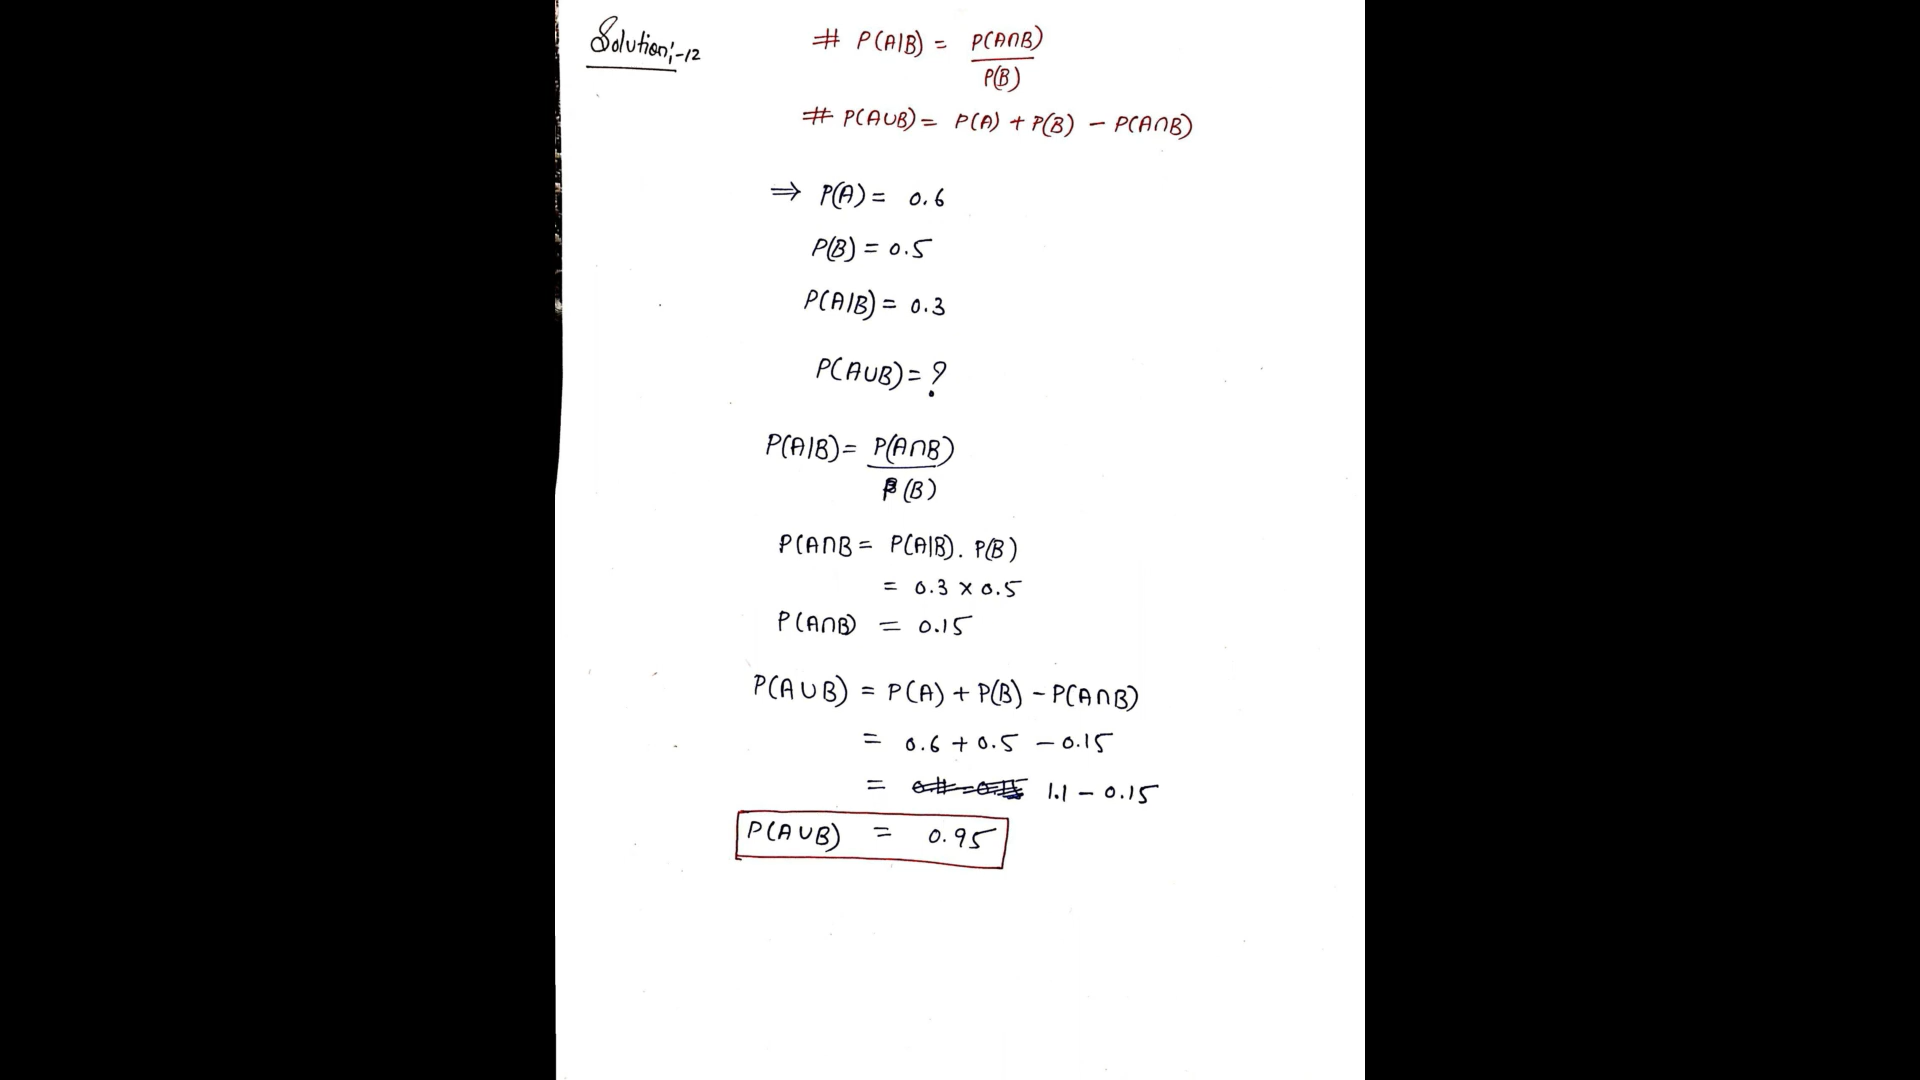 Solution:-12
# P(A|B) = P(A∩B)
P(B)
# P(A∪B) = P(A) + P(B) - P(A∩B)
⇒ P(A) = 0.6
P(B) = 0.5
P(A|B) = 0.3
P(A∪B) = ?
P(A|B) = P(A∩B)
P(B)
P(A∩B = P(A|B). P(B)
= 0.3 × 0.5
P(A∩B) = 0.15
P(A∪B) = P(A) + P(B) - P(A∩B)
= 0.6 + 0.5 - 0.15
= 1.1 - 0.15
P(A∪B) = 0.95